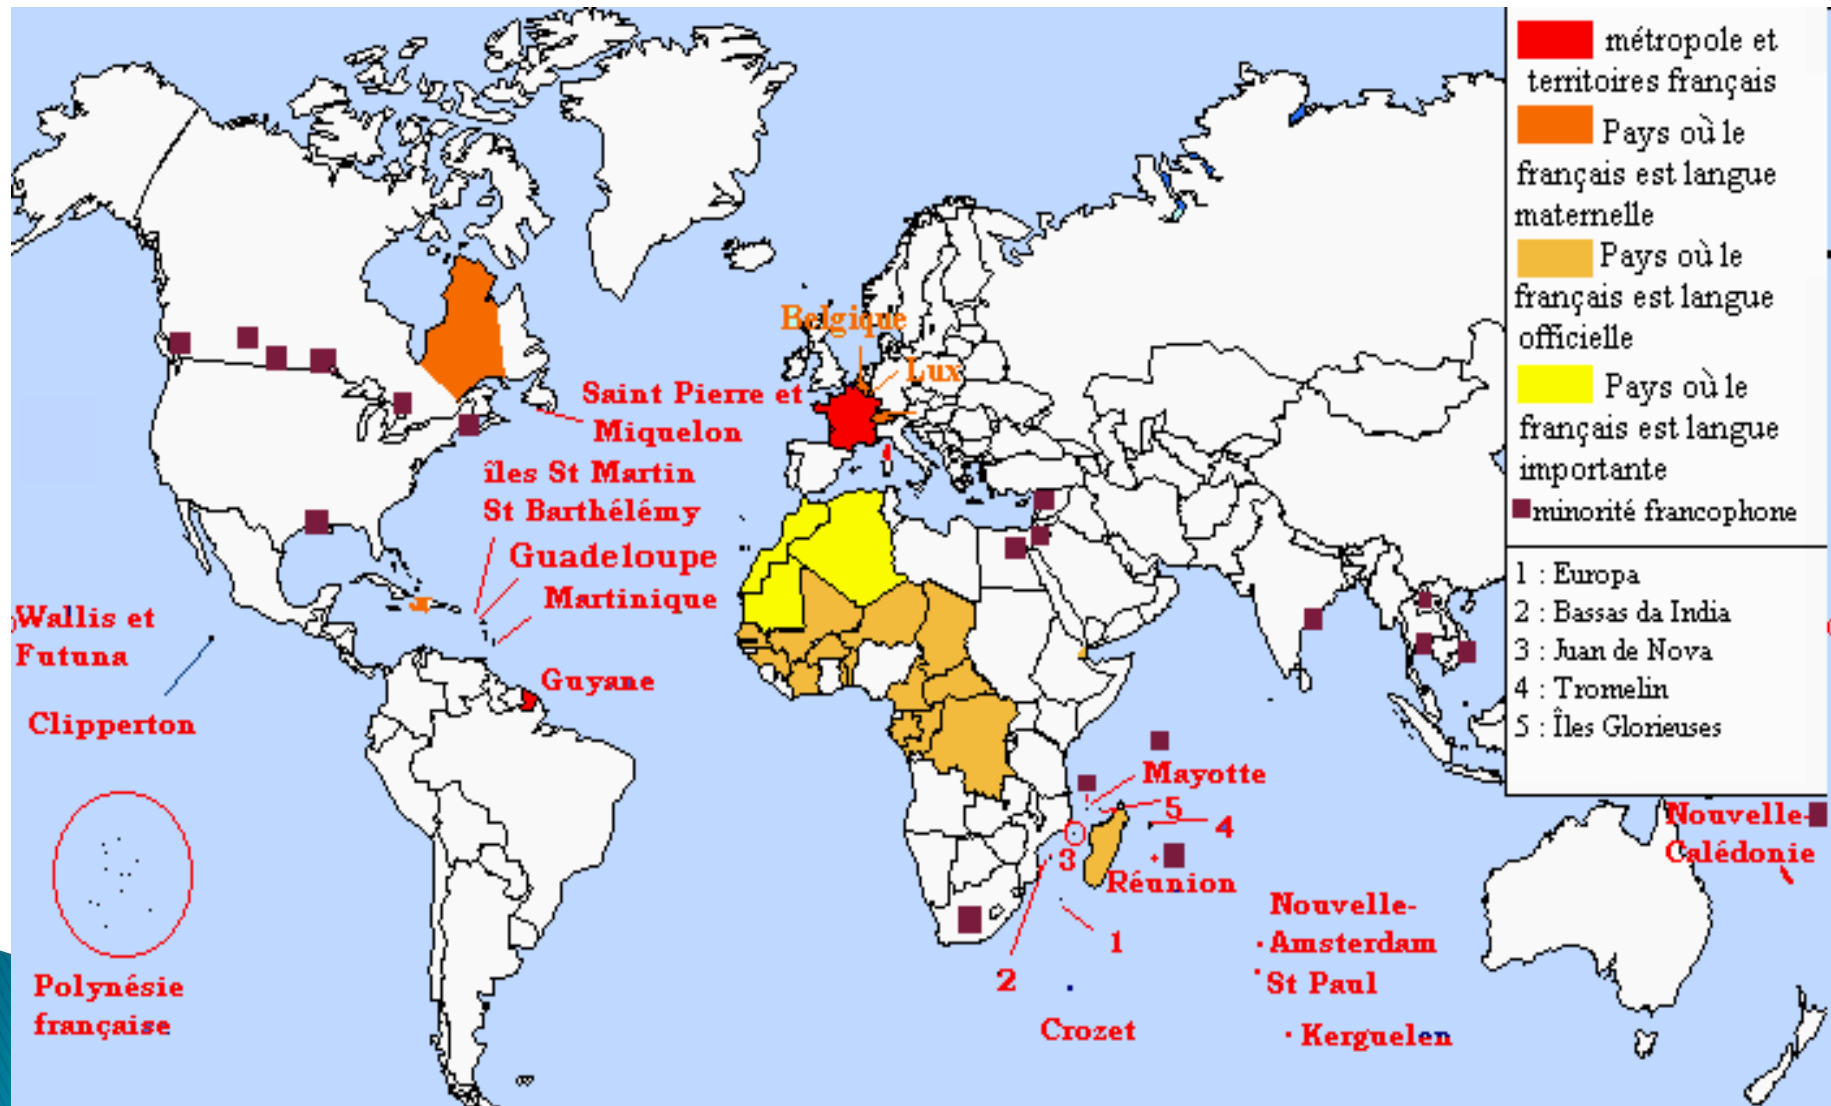 métropole et
territoires français
Pays où le
français est langue
maternelle
Pays où le
français est langue
officielle
Pays où le
français est langue
importante
minorité francophone
1 : Europa
2 : Bassas da India
3 : Juan de Nova
4 : Tromelin
5 : Îles Glorieuses
Belgique
Lux
Saint Pierre et
Miquelon
îles St Martin
St Barthélémy
Guadeloupe
Martinique
Wallis et
Futuna
Clipperton
Guyane
Polynésie
française
Mayotte
5
4
3
Réunion
1
2
Crozet
Nouvelle-
Amsterdam
St Paul
Kerguelen
Nouvelle-
Calédonie